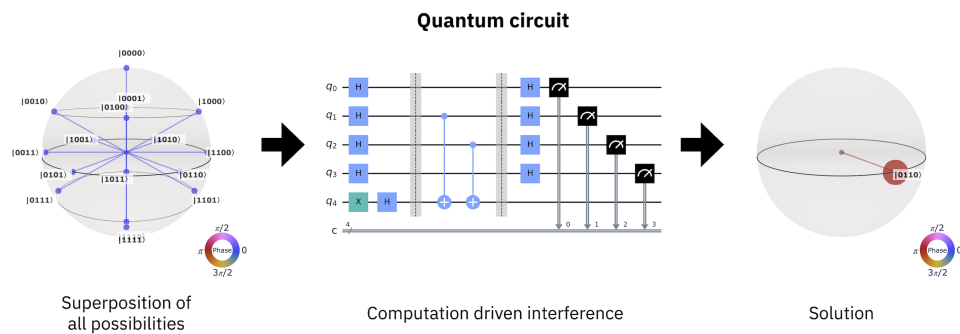 Quantum circuit
|0000⟩
|0010⟩
|0001⟩
|0100⟩
|1000⟩
|1001⟩
|1010⟩
|0011⟩
|1100⟩
|0101⟩
|1011⟩
|0110⟩
|0111⟩
|1101⟩
|1111⟩
π/2
π Phase 0
3π/2
Superposition of
all possibilities
q0 H H
q1 H H
q2 H H
q3 H H
q4 X H
c 4 0 1 2 3
Computation driven interference
|0110⟩
π/2
π Phase 0
3π/2
Solution